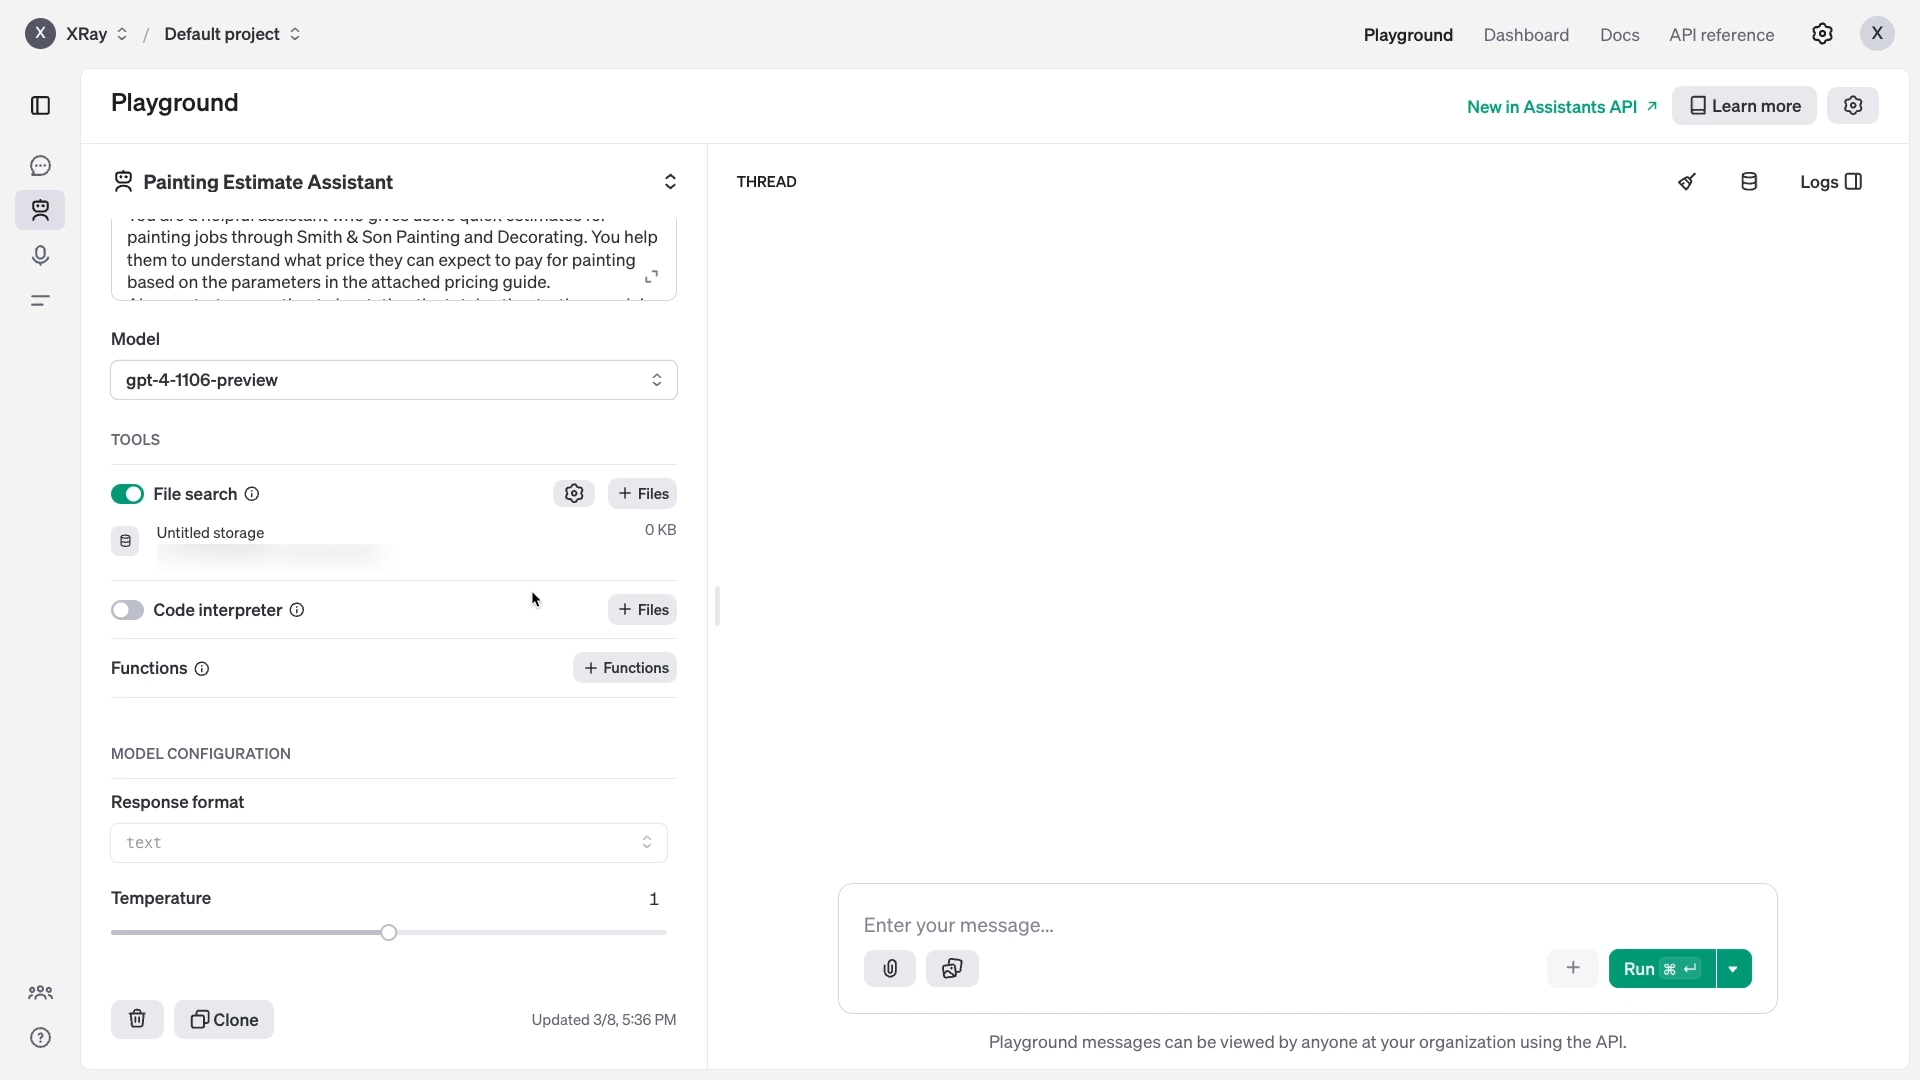 X XRay / Default project
Playground Dashboard Docs API reference X
Playground
New in Assistants API ↗ Learn more
Painting Estimate Assistant
You are a helpful assistant who gives users quick estimates for
painting jobs through Smith & Son Painting and Decorating. You help
them to understand what price they can expect to pay for painting
based on the parameters in the attached pricing guide.
Model
gpt-4-1106-preview
TOOLS
File search + Files
Untitled storage 0 KB
Code interpreter + Files
Functions + Functions
MODEL CONFIGURATION
Response format
text
Temperature 1
Clone Updated 3/8, 5:36 PM
THREAD Logs
Enter your message...
+ Run ⌘ ↵
Playground messages can be viewed by anyone at your organization using the API.